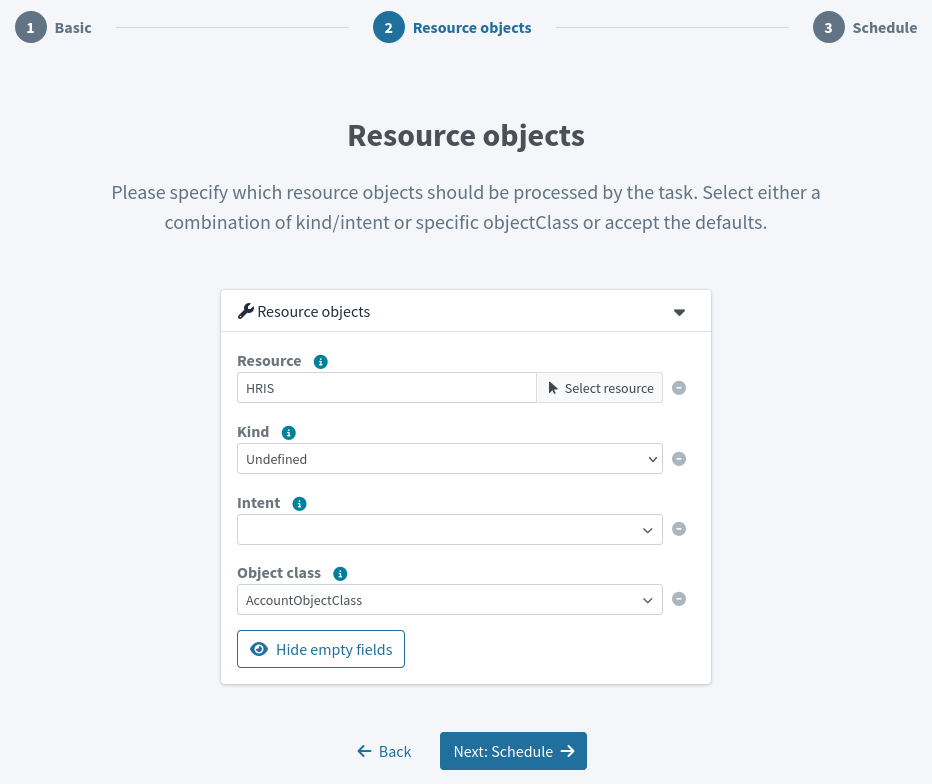 1 Basic 2 Resource objects 3 Schedule
Resource objects
Please specify which resource objects should be processed by the task. Select either a
combination of kind/intent or specific objectClass or accept the defaults.
Resource objects
Resource
HRIS Select resource
Kind
Undefined
Intent
Object class
AccountObjectClass
Hide empty fields
Back Next: Schedule